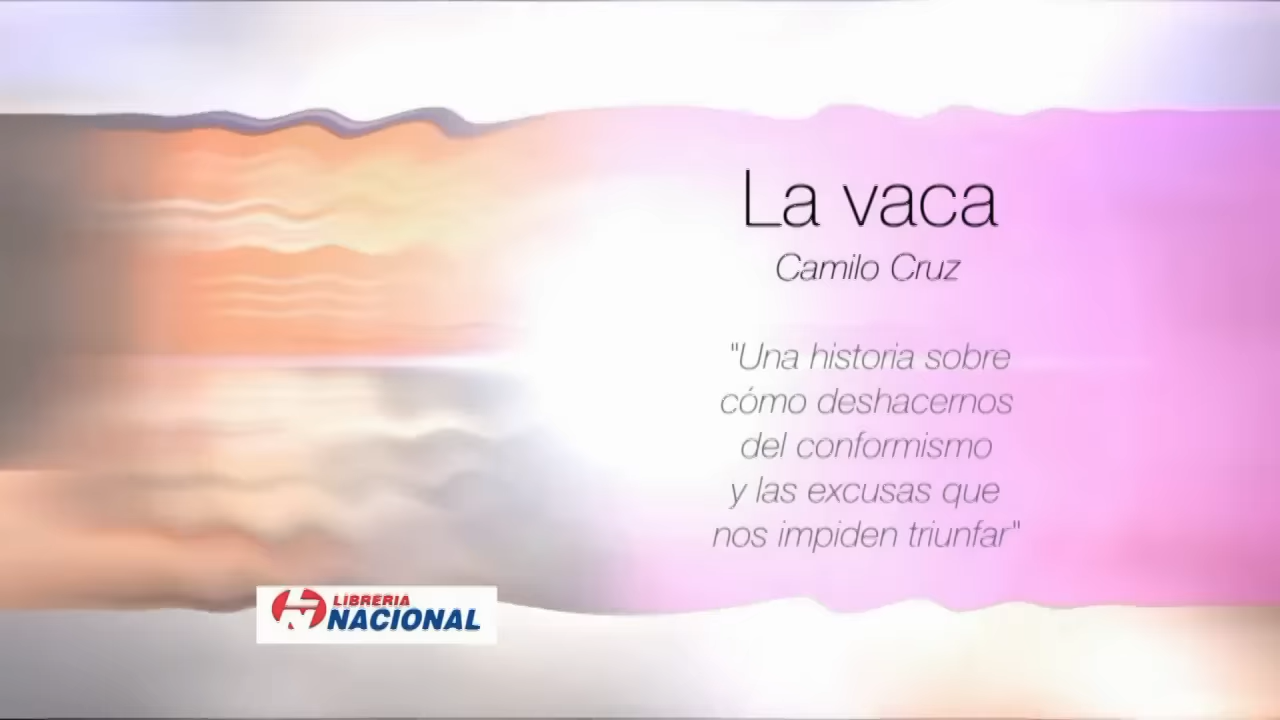 La vaca
Camilo Cruz
"Una historia sobre
cómo deshacernos
del conformismo
y las excusas que
nos impiden triunfar"
LIBRERIA
NACIONAL